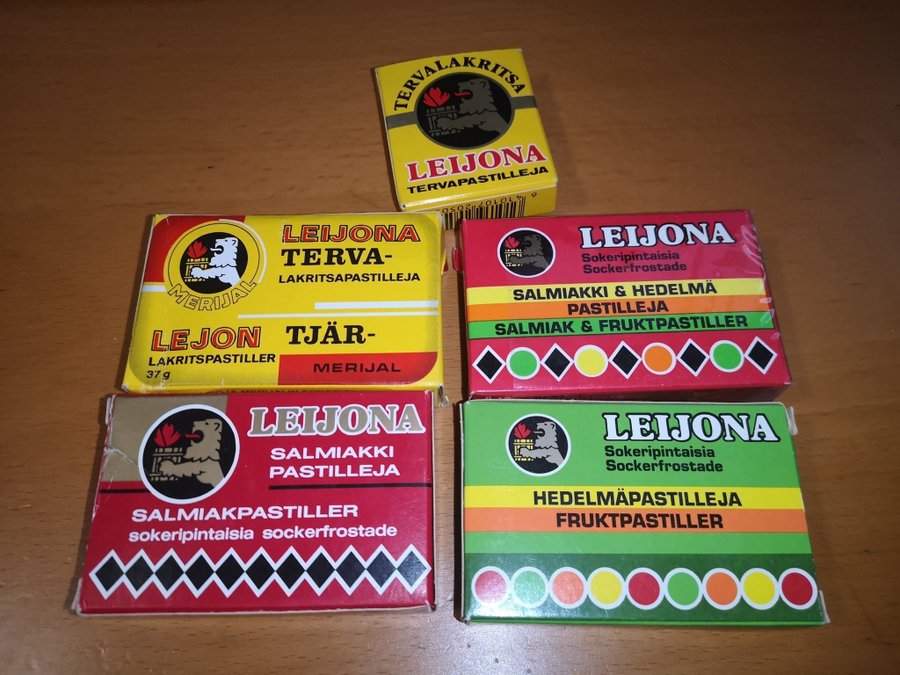 TERVALAKRITSA
LEIJONA
TERVAPASTILLEJA
LEIJONA
TERVA-
LAKRITSAPASTILLEJA
MERIJAL
LEJON TJÄR-
LAKRITSPASTILLER
37 g
MERIJAL
LEIJONA
Sokeripintaisia
Sockerfrostade
SALMIAKKI & HEDELMÄ
PASTILLEJA
SALMIAK & FRUKTPASTILLER
LEIJONA
SALMIAKKI
PASTILLEJA
SALMIAKPASTILLER
sokeripintaisia sockerfrostade
LEIJONA
Sokeripintaisia
Sockerfrostade
HEDELMÄPASTILLEJA
FRUKTPASTILLER